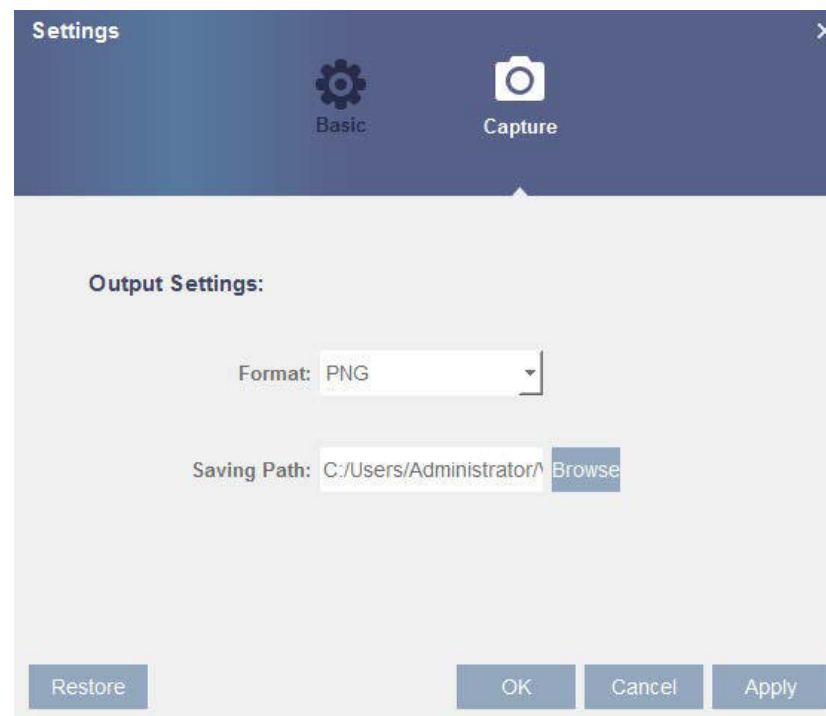 Settings
Basic
Capture
Output Settings:
Format: PNG
Saving Path: C:/Users/Administrator/ Browse
Restore OK Cancel Apply